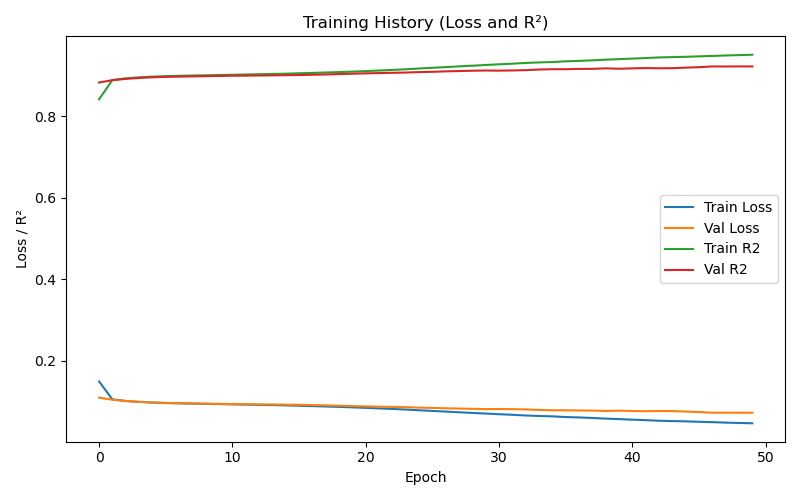 Training History (Loss and R²)
Loss / R²
0.8
0.6
0.4
0.2
Train Loss
Val Loss
Train R2
Val R2
0 10 20 30 40 50
Epoch